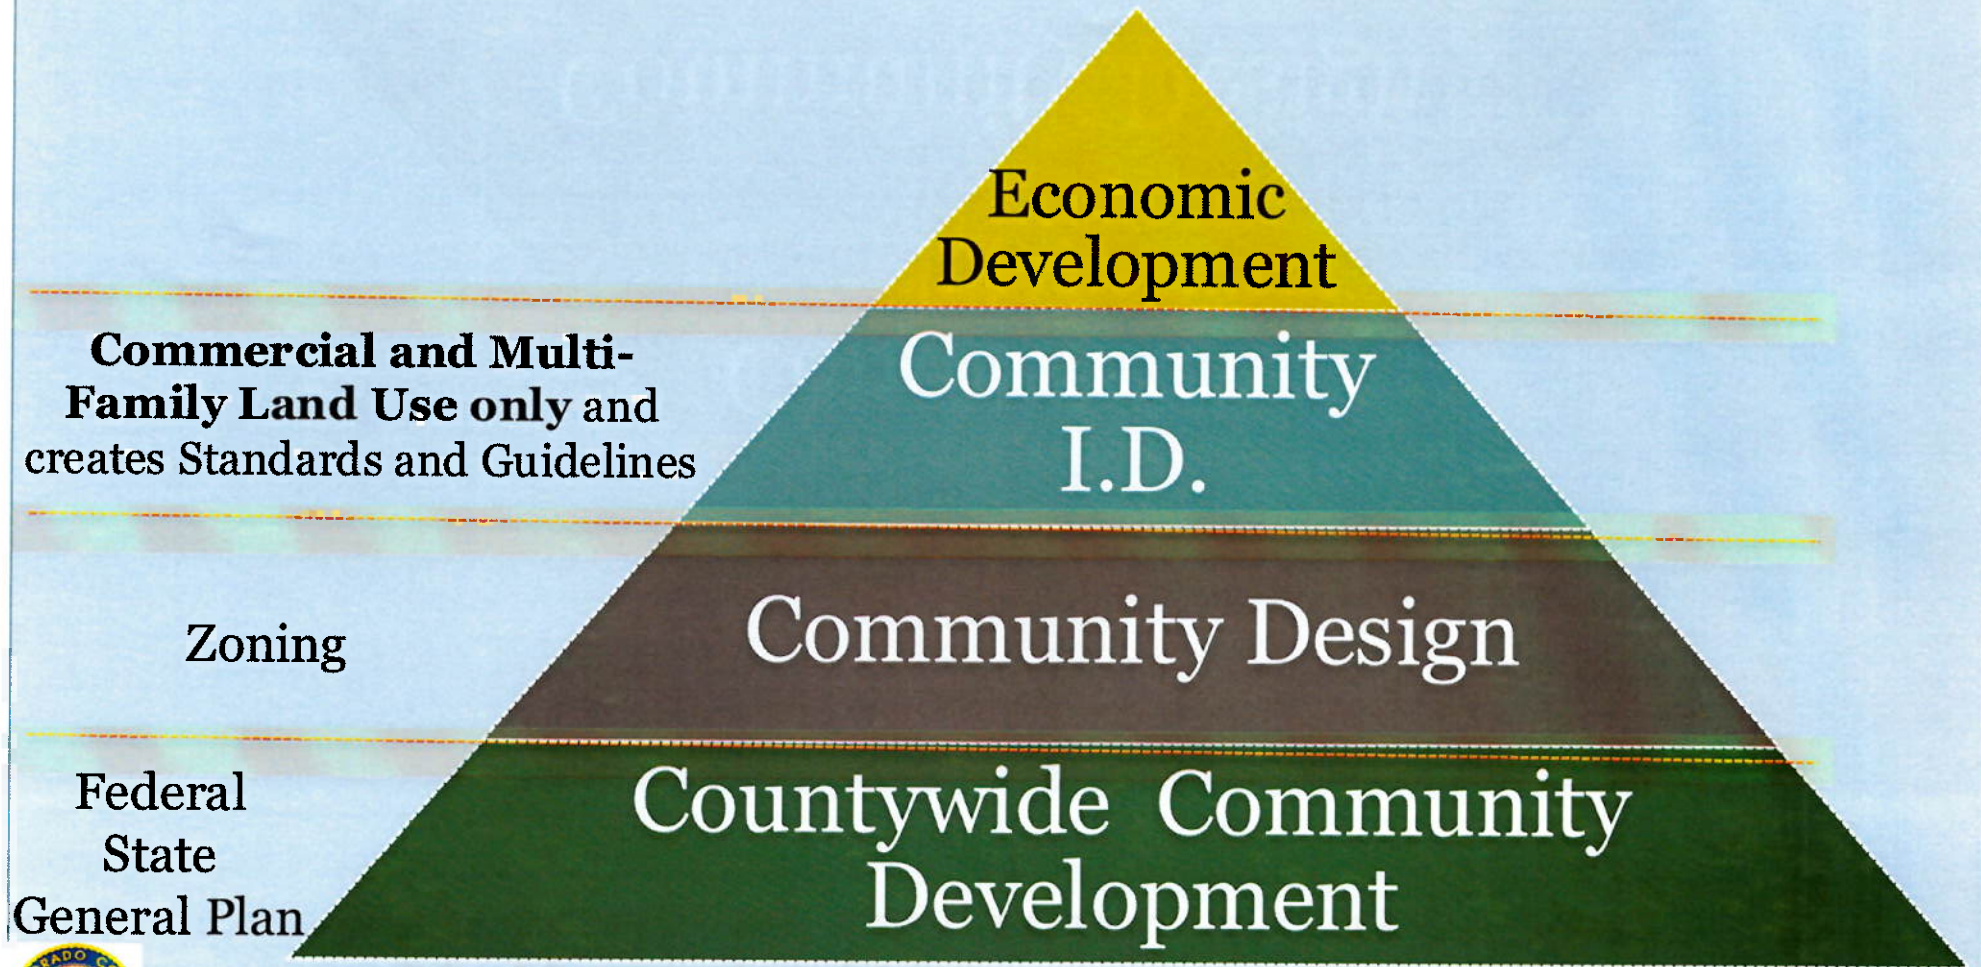 Economic
Development
Commercial and Multi-
Family Land Use only and
creates Standards and Guidelines
Community
I.D.
Zoning
Community Design
Federal
State
General Plan
Countywide Community
Development